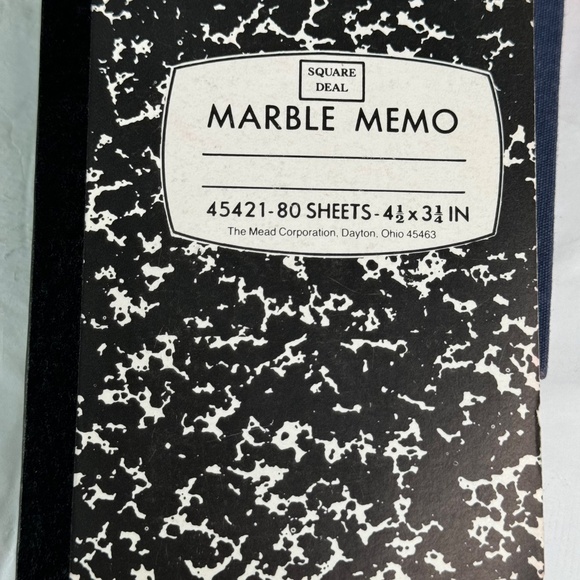 SQUARE
DEAL
MARBLE MEMO
45421-80 SHEETS-4½ x 3¼ IN
The Mead Corporation, Dayton, Ohio 45463